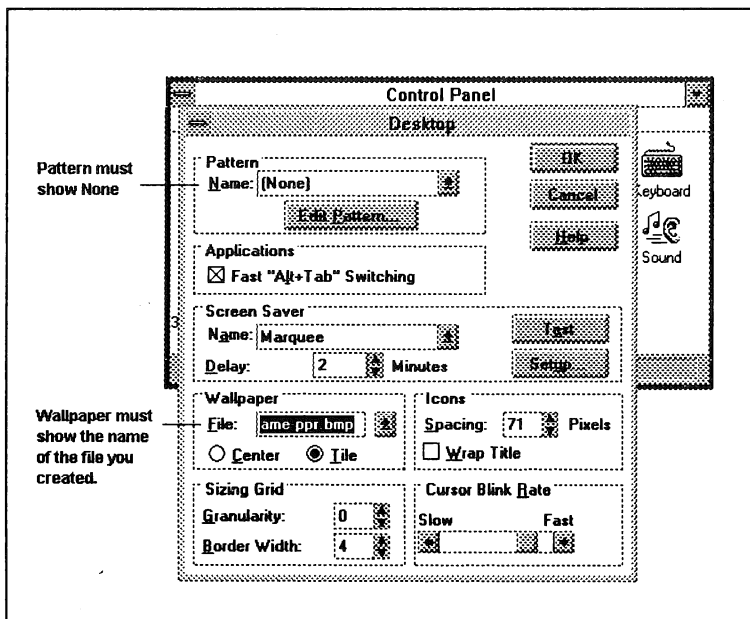 Control Panel
Desktop
Pattern must
show None
Pattern
Name: (None)
Edit Pattern...
OK
Cancel
Help
Keyboard
Sound
Applications
Fast "Alt+Tab" Switching
3
Screen Saver
Name: Marquee
Test
Delay: 2 Minutes
Setup
Wallpaper must
show the name
of the file you
created.
Wallpaper
File: ame-ppr.bmp
Center Tile
Icons
Spacing: 71 Pixels
Wrap Title
Sizing Grid
Granularity: 0
Border Width: 4
Cursor Blink Rate
Slow Fast